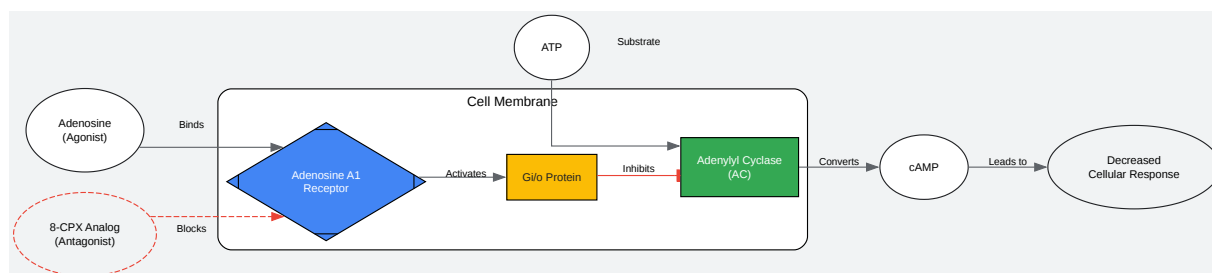 ATP
Substrate
Cell Membrane
Adenosine
(Agonist)
Binds
Adenosine A1
Receptor
Activates
Gi/o Protein
Inhibits
Adenylyl Cyclase
(AC)
Converts
cAMP
Leads to
Decreased
Cellular Response
8-CPX Analog
(Antagonist)
Blocks